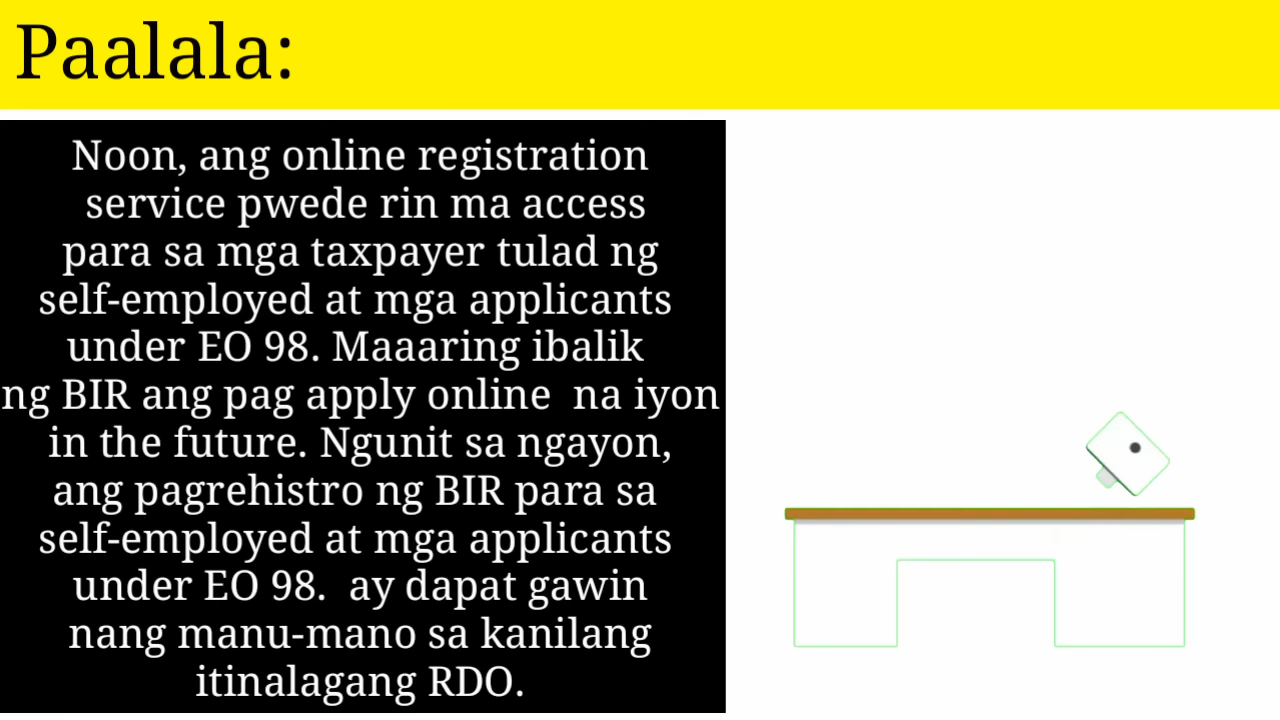 Paalala:
Noon, ang online registration
service pwede rin ma access
para sa mga taxpayer tulad ng
self-employed at mga applicants
under EO 98. Maaaring ibalik
ng BIR ang pag apply online  na iyon
in the future. Ngunit sa ngayon,
ang pagrehistro ng BIR para sa
self-employed at mga applicants
under EO 98.  ay dapat gawin
nang manu-mano sa kanilang
itinalagang RDO.